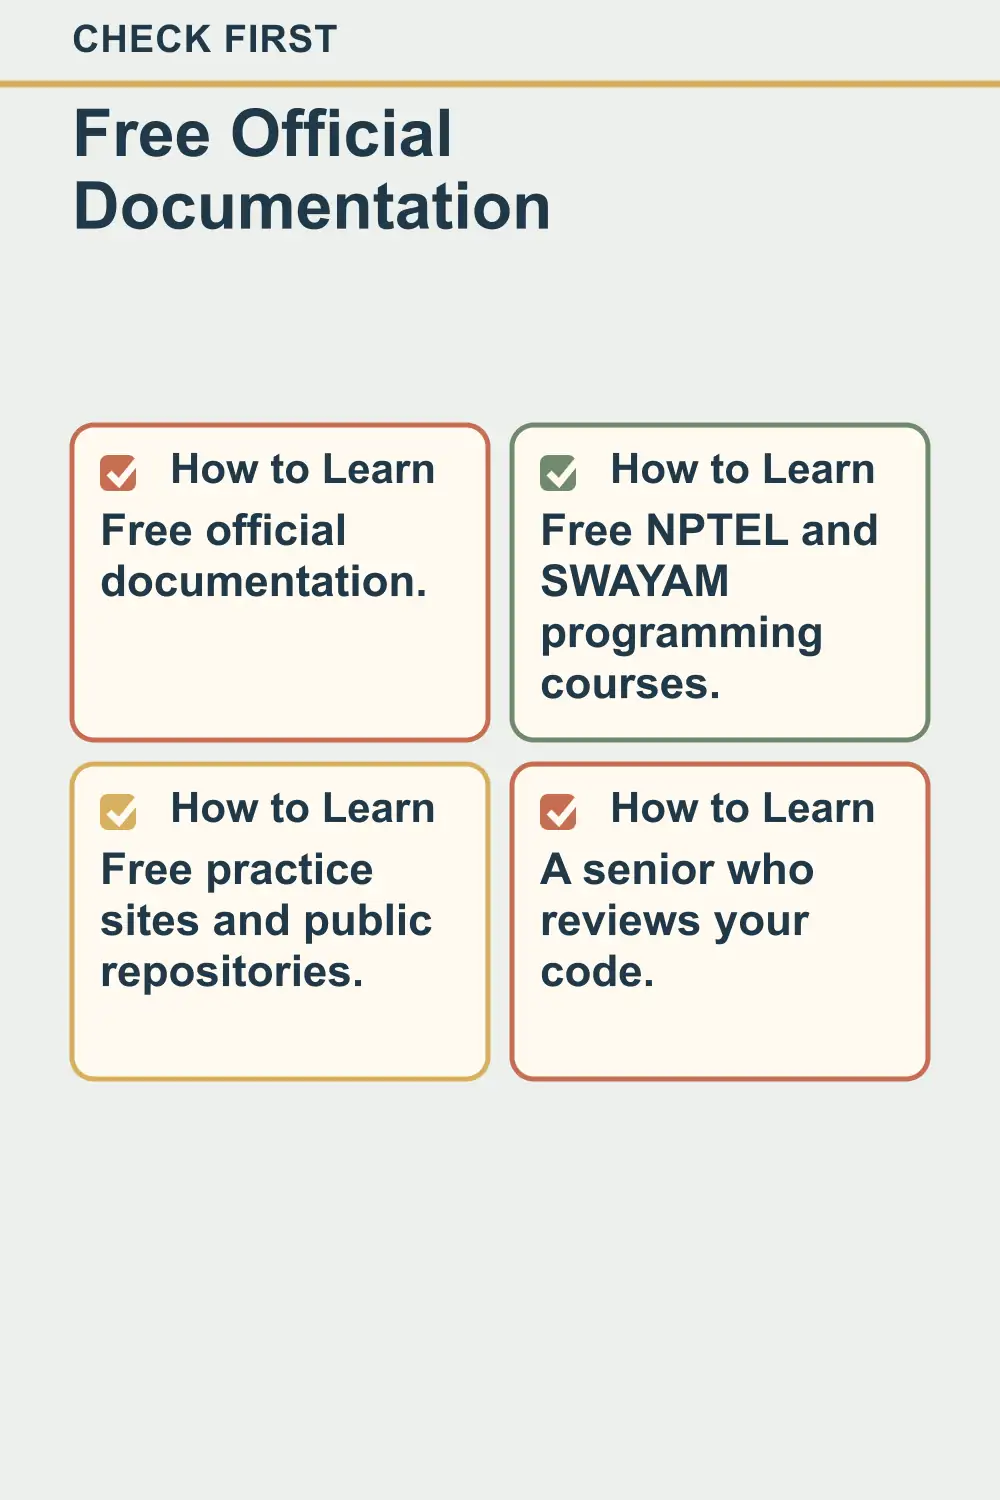 CHECK FIRST
Free Official
Documentation
How to Learn
Free official
documentation.
How to Learn
Free NPTEL and
SWAYAM
programming
courses.
How to Learn
Free practice
sites and public
repositories.
How to Learn
A senior who
reviews your
code.